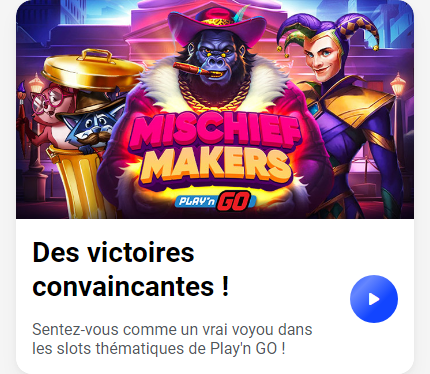 MISCHIEF
MAKERS
PLAY'n GO
Des victoires
convaincantes !
Sentez-vous comme un vrai voyou dans
les slots thématiques de Play'n GO !